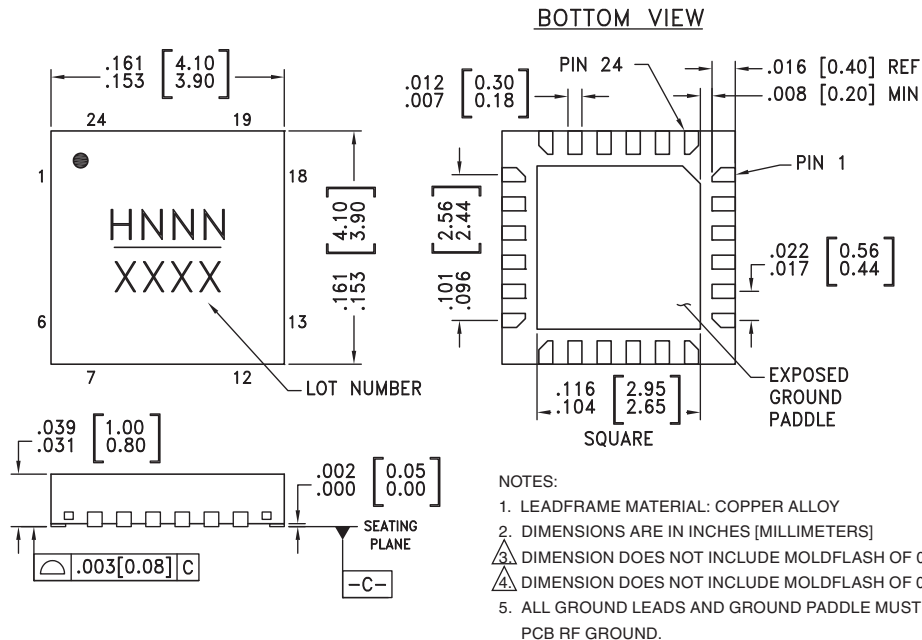 BOTTOM VIEW
.161 [4.10]
.153 [3.90]
24 19
1 18
HNNN
XXXX
6 13
7 12
LOT NUMBER
.161 [4.10]
.153 [3.90]
PIN 24
.012 [0.30]
.007 [0.18]
.016 [0.40] REF
.008 [0.20] MIN
PIN 1
.101 [2.56]
.096 [2.44]
.022 [0.56]
.017 [0.44]
.116 [2.95]
.104 [2.65]
SQUARE
EXPOSED
GROUND
PADDLE
.039 [1.00]
.031 [0.80]
.002 [0.05]
.000 [0.00]
SEATING
PLANE
.003[0.08] C
-C-
NOTES:
1. LEADFRAME MATERIAL: COPPER ALLOY
2. DIMENSIONS ARE IN INCHES [MILLIMETERS]
3. DIMENSION DOES NOT INCLUDE MOLDFLASH OF
4. DIMENSION DOES NOT INCLUDE MOLDFLASH OF
5. ALL GROUND LEADS AND GROUND PADDLE MUST
PCB RF GROUND.